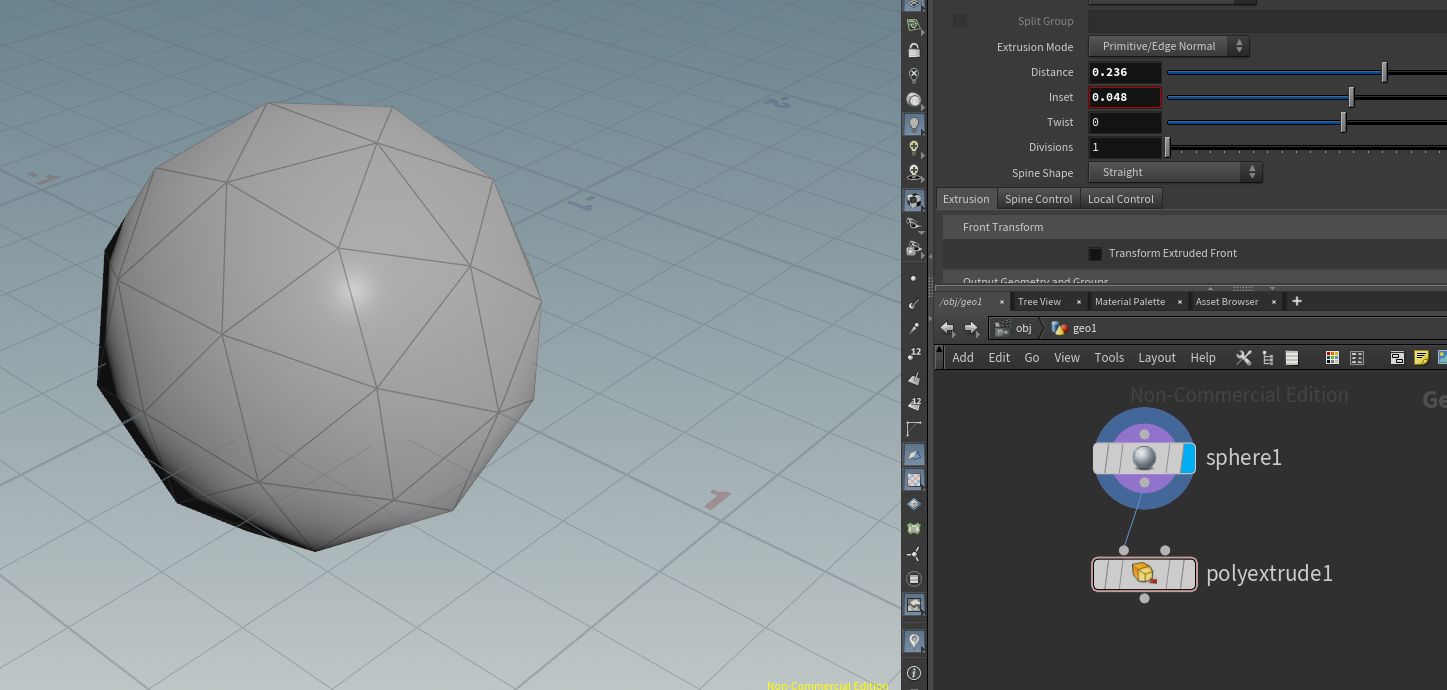 Split Group
Extrusion Mode Primitive/Edge Normal
Distance 0.236
Inset 0.048
Twist 0
Divisions 1
Spine Shape Straight
Extrusion Spine Control Local Control
Front Transform
Transform Extruded Front
Output Geometry and Groups
/obj/geo1 × Tree View × Material Palette × Asset Browser × +
obj geo1
Add Edit Go View Tools Layout Help
Non-Commercial Edition Ge
sphere1
polyextrude1
-1
-2
-1
1
12
12
Non-Commercial Edition